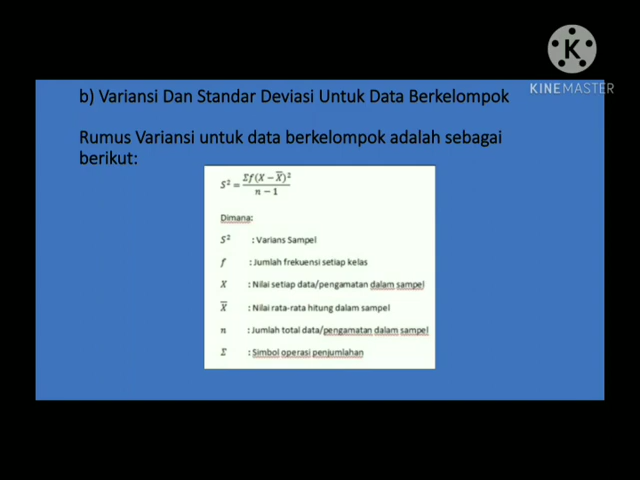 KINEMASTER
b) Variansi Dan Standar Deviasi Untuk Data Berkelompok
Rumus Variansi untuk data berkelompok adalah sebagai
berikut:
S² = Σf(X − X̅)² / n − 1
Dimana:
S² : Varians Sampel
f : Jumlah frekuensi setiap kelas
X : Nilai setiap data/pengamatan dalam sampel
X̅ : Nilai rata-rata hitung dalam sampel
n : Jumlah total data/pengamatan dalam sampel
Σ : Simbol operasi penjumlahan